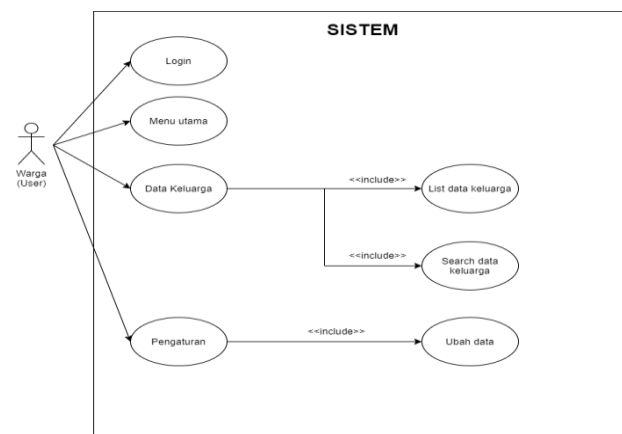 SISTEM
Login
Menu utama
Warga
(User)
Data Keluarga
<<include>>
List data keluarga
<<include>>
Search data
keluarga
Pengaturan
<<include>>
Ubah data